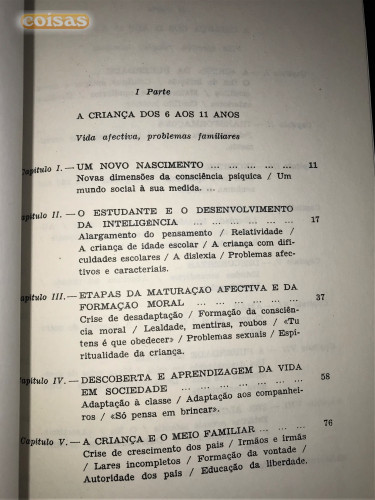 coisas
I Parte
A CRIANÇA DOS 6 AOS 11 ANOS
Vida afectiva, problemas familiares
Capítulo I. — UM NOVO NASCIMENTO ... ... ... ... ... 11
Novas dimensões da consciência psíquica / Um
mundo social à sua medida. ...
Capítulo II. — O ESTUDANTE E O DESENVOLVIMENTO
DA INTELIGÊNCIA ... ... ... ... ... ... 17
Alargamento do pensamento / Relatividade /
A criança de idade escolar / A criança com difi-
culdades escolares / A dislexia / Problemas afec-
tivos e caracteriais.
Capítulo III. — ETAPAS DA MATURAÇÃO AFECTIVA E DA
FORMAÇÃO MORAL ... ... ... ... ... ... 37
Crise de desadaptação / Formação da consciên-
cia moral / Lealdade, mentiras, roubos / «Tu
tens é que obedecer» / Problemas sexuais / Espi-
ritualidade da criança.
Capítulo IV. — DESCOBERTA E APRENDIZAGEM DA VIDA
EM SOCIEDADE ... ... ... ... ... ... ... 58
Adaptação à classe / Adaptação aos companhei-
ros / «Só pensa em brincar».
Capítulo V. — A CRIANÇA E O MEIO FAMILIAR ... ... ... 76
Crise de crescimento dos pais / Irmãos e irmãs
/ Lares incompletos / Formação da vontade /
Autoridade dos pais / Educação da liberdade.